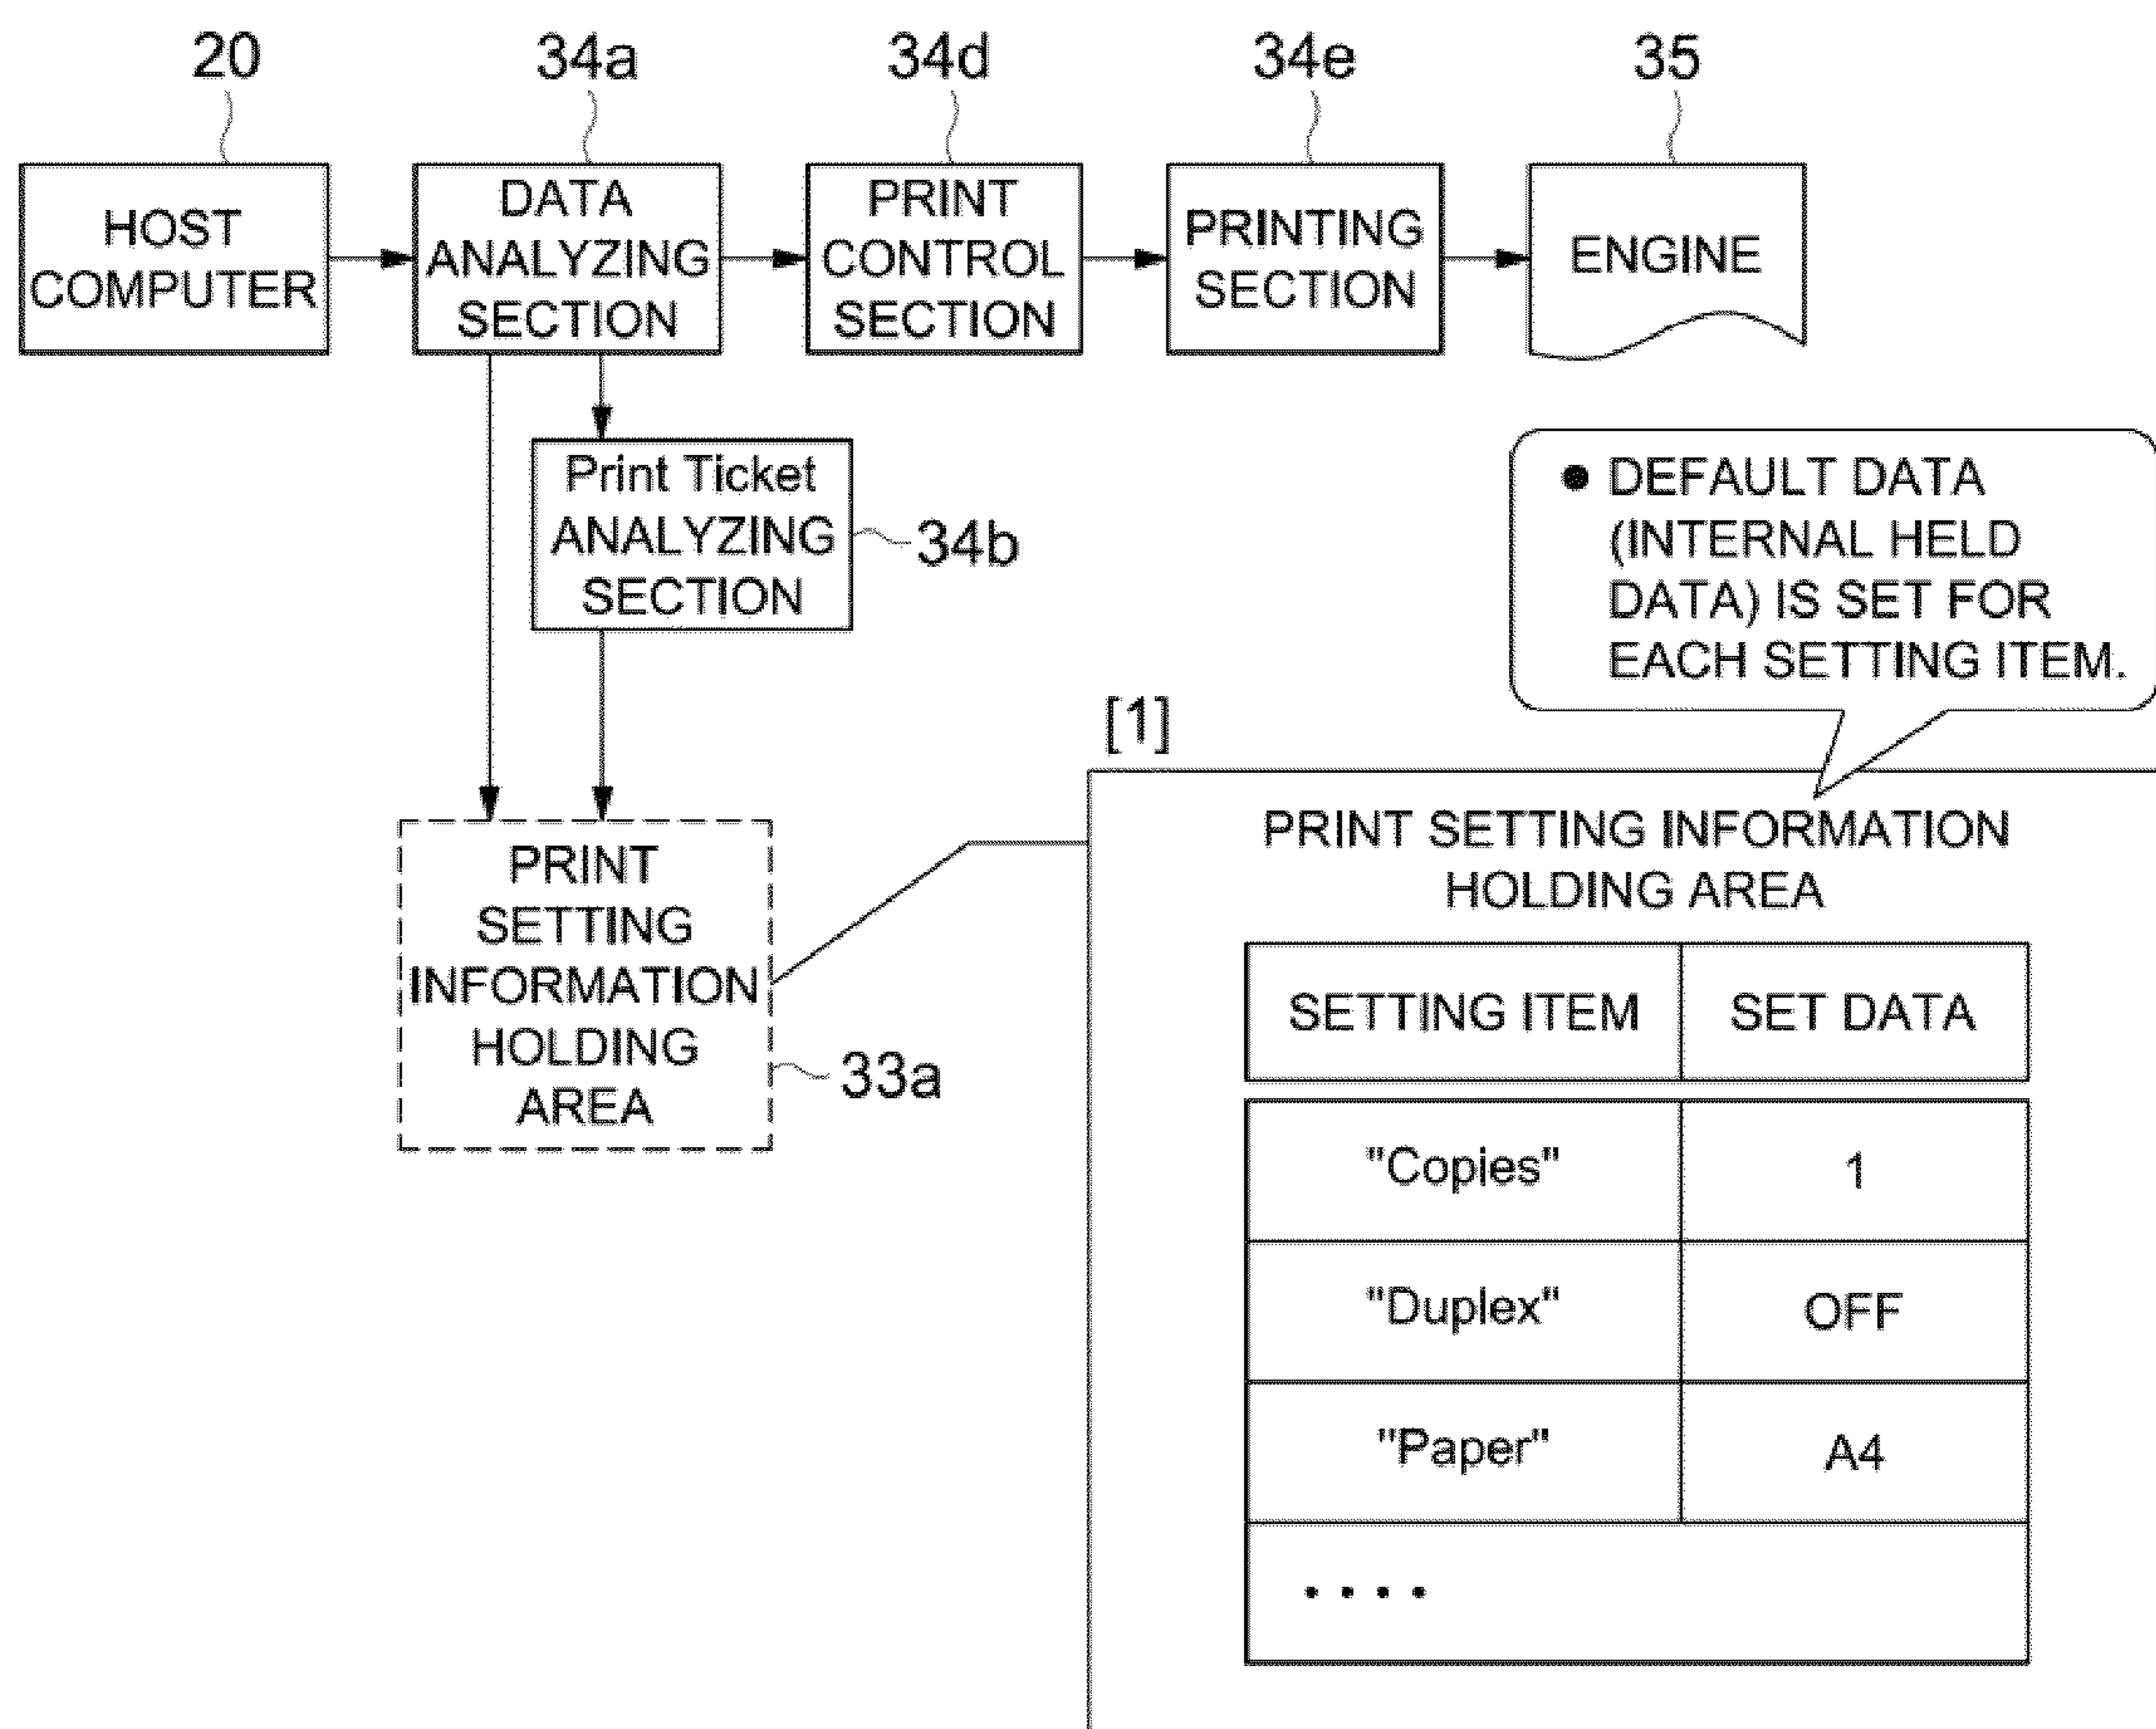 20
34a
34d
34e
35
HOST
COMPUTER
DATA
ANALYZING
SECTION
PRINT
CONTROL
SECTION
PRINTING
SECTION
ENGINE
Print Ticket
ANALYZING
SECTION
34b
● DEFAULT DATA
(INTERNAL HELD
DATA) IS SET FOR
EACH SETTING ITEM.
PRINT
SETTING
INFORMATION
HOLDING
AREA
33a
[1]
PRINT SETTING INFORMATION
HOLDING AREA
SETTING ITEM SET DATA
"Copies" 1
"Duplex" OFF
"Paper" A4
. . . .